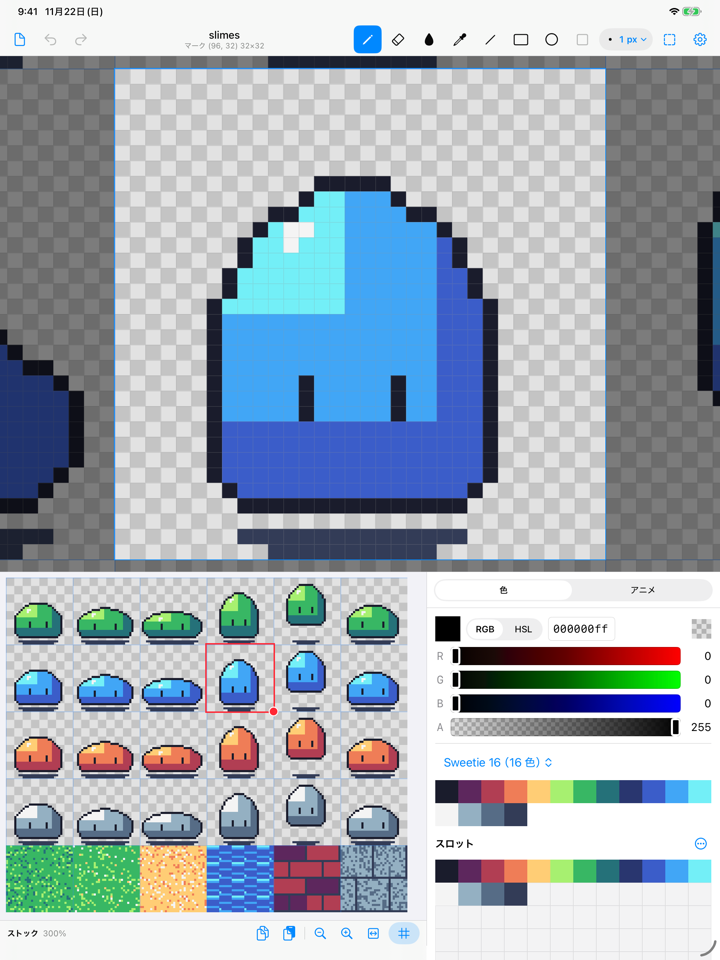 9:41 11月22日(日)
slimes
マーク (96, 32) 32×32
1 px
色
アニメ
RGB
HSL
000000ff
R
0
G
0
B
0
A
255
Sweetie 16 (16 色)
スロット
ストック 300%